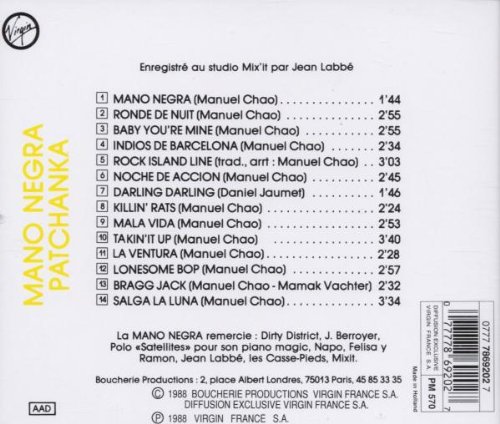 Virgin
Enregistré au studio Mix'it par Jean Labbé
1 MANO NEGRA (Manuel Chao) 1'44
2 RONDE DE NUIT (Manuel Chao) 2'55
3 BABY YOU'RE MINE (Manuel Chao) 2'55
4 INDIOS DE BARCELONA (Manuel Chao) 2'34
5 ROCK ISLAND LINE (trad., arrt : Manuel Chao) 3'03
6 NOCHE DE ACCION (Manuel Chao) 2'45
7 DARLING DARLING (Daniel Jaumet) 1'46
8 KILLIN' RATS (Manuel Chao) 2'24
9 MALA VIDA (Manuel Chao) 2'53
10 TAKIN'IT UP (Manuel Chao) 3'40
11 LA VENTURA (Manuel Chao) 2'28
12 LONESOME BOP (Manuel Chao) 2'57
13 BRAGG JACK (Manuel Chao - Mamak Vachter) 2'32
14 SALGA LA LUNA (Manuel Chao) 3'34
MANO NEGRA
PATCHANKA
La MANO NEGRA remercie : Dirty District, J. Berroyer,
Polo «Satellites» pour son piano magic, Napo, Felisa y
Ramon, Jean Labbé, les Casse-Pieds, Mixit.
Boucherie Productions : 2, place Albert Londres, 75013 Paris, 45 85 33 35
© 1988 BOUCHERIE PRODUCTIONS VIRGIN FRANCE S.A.
DIFFUSION EXCLUSIVE VIRGIN FRANCE S.A.
℗ 1988 VIRGIN FRANCE S.A.
AAD
DIFFUSION EXCLUSIVE
VIRGIN FRANCE S.A.
PM 570
Made in Holland
07777 7869202 7
0 77778 69202 7